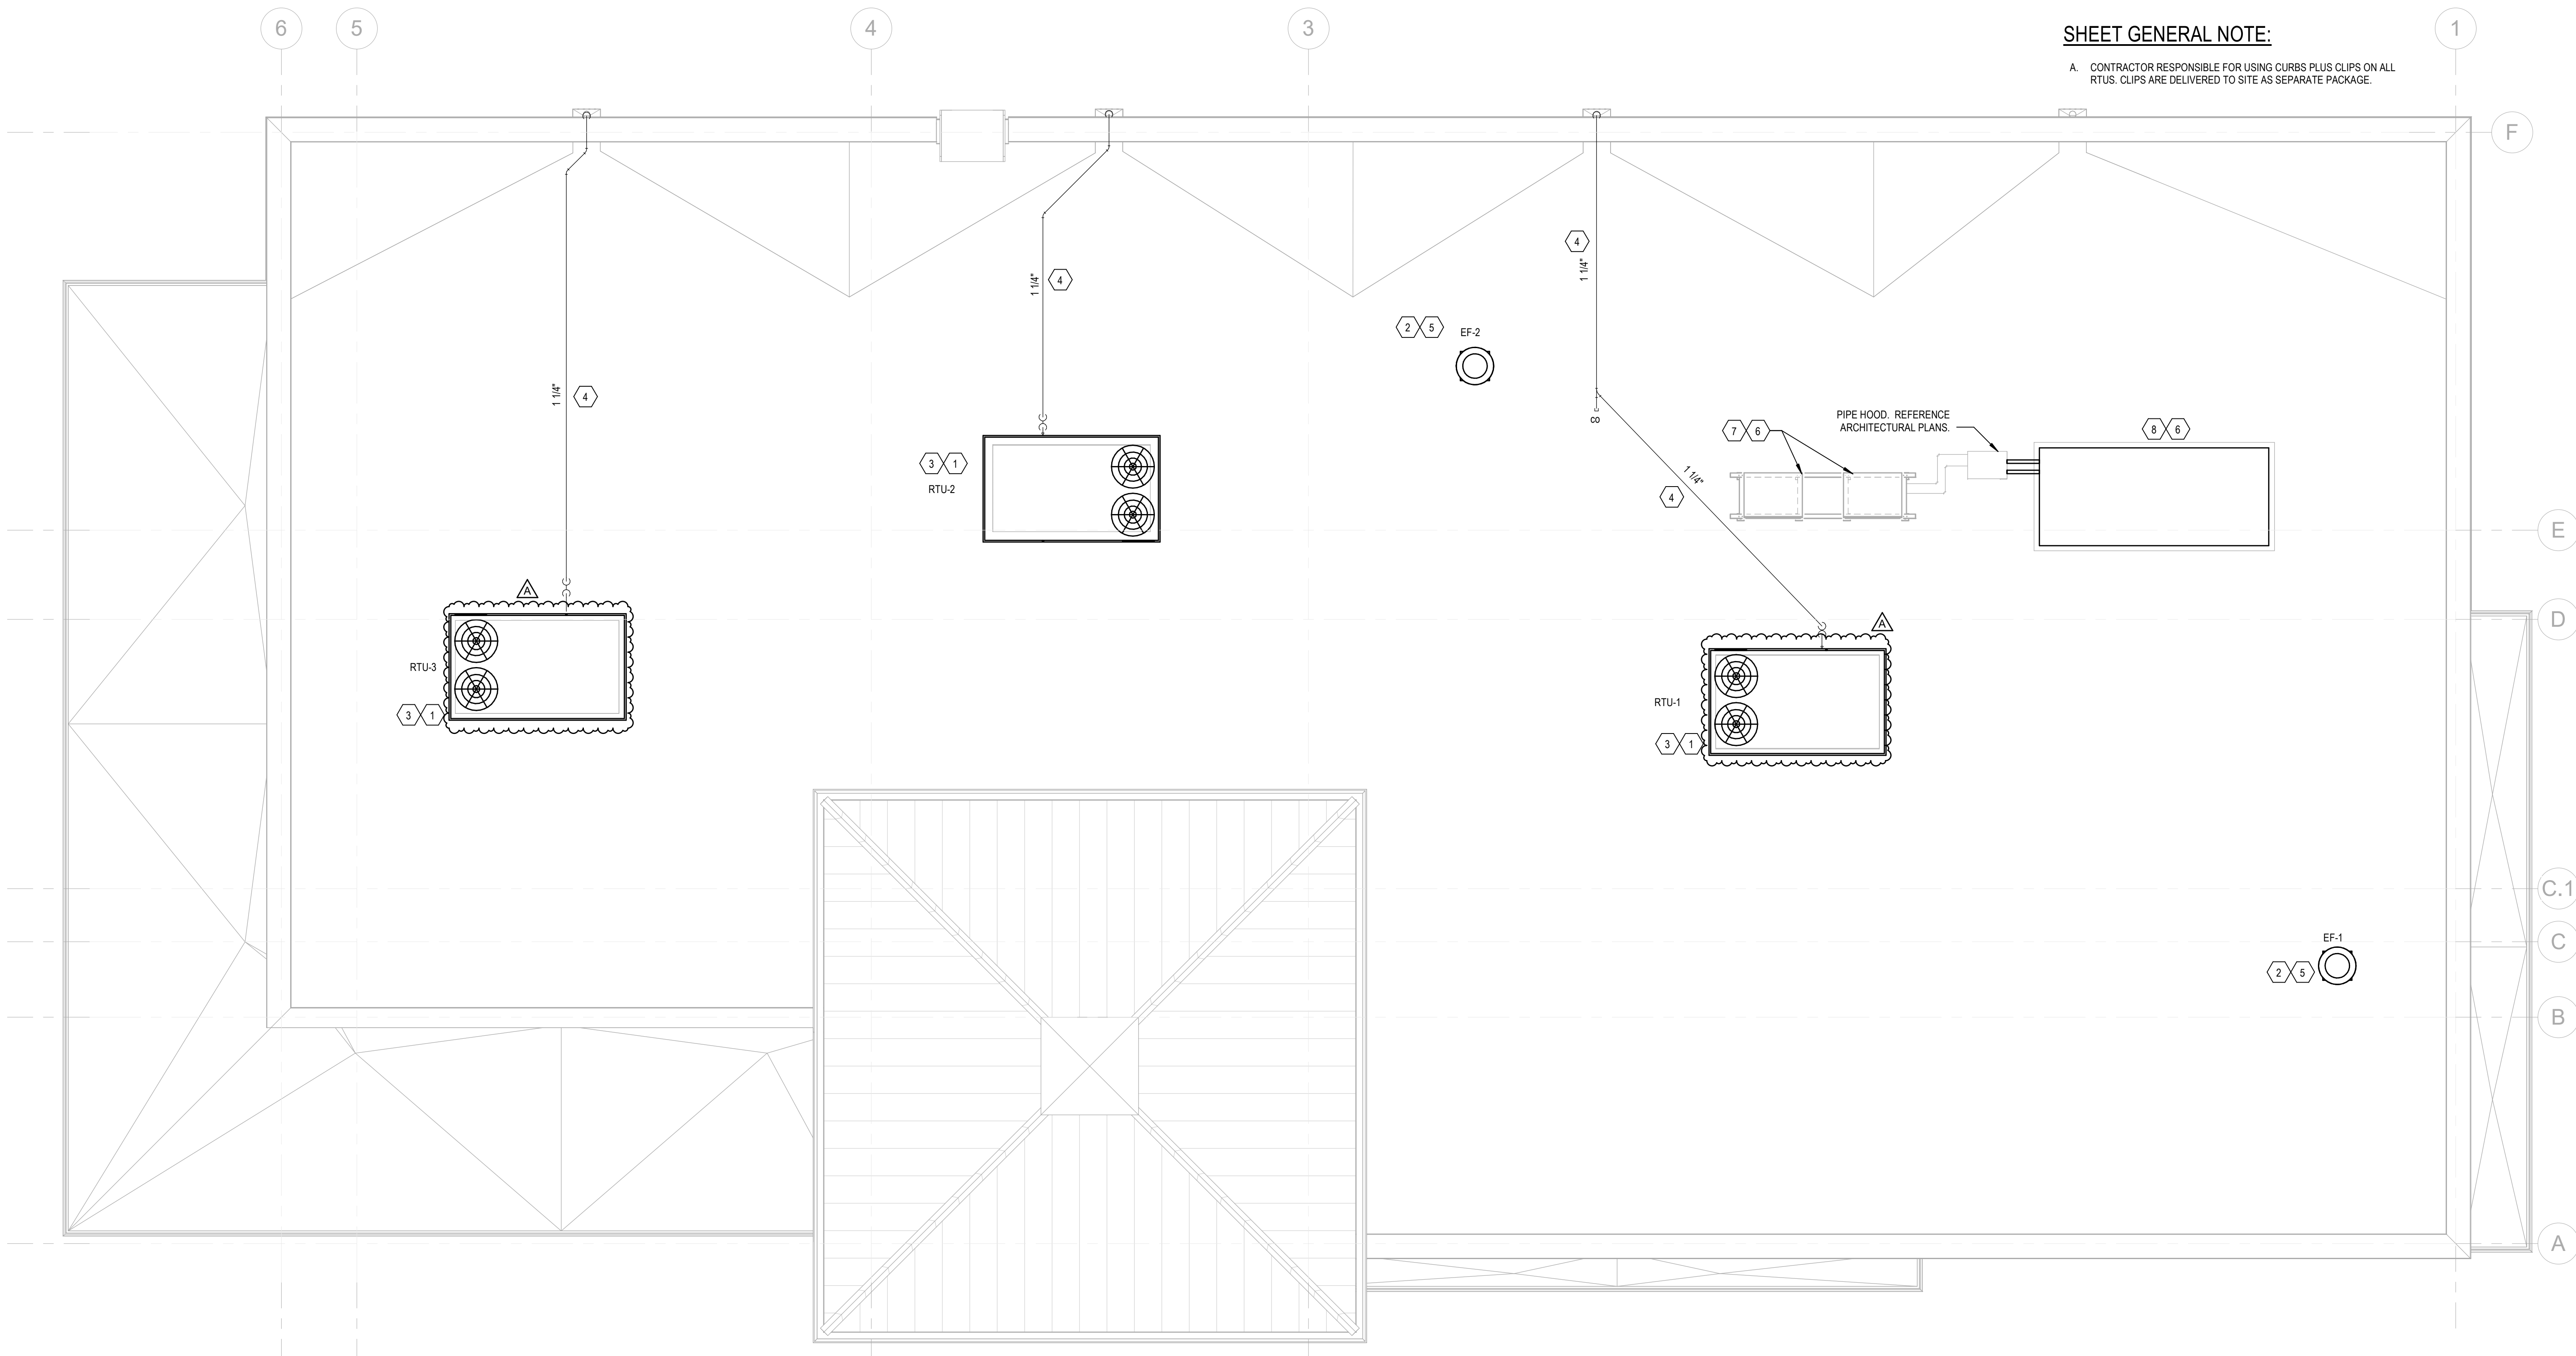 6
5
4
3
1
SHEET GENERAL NOTE:
A. CONTRACTOR RESPONSIBLE FOR USING CURBS PLUS CLIPS ON ALL
RTUS. CLIPS ARE DELIVERED TO SITE AS SEPARATE PACKAGE.
F
4
1 1/4"
4
1 1/4"
2 5
EF-2
4
1 1/4"
CO
PIPE HOOD. REFERENCE
ARCHITECTURAL PLANS.
7 6
8 6
3 1
RTU-2
1 1/4"
4
E
A
D
A
RTU-3
3 1
RTU-1
3 1
C.1
EF-1
C
2 5
B
A